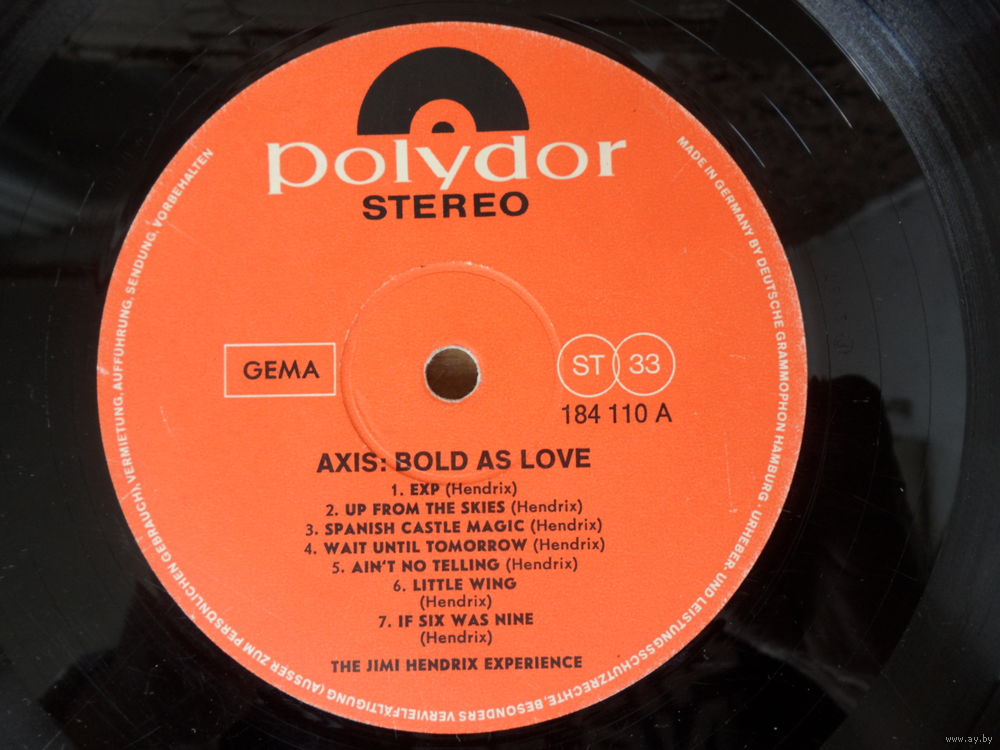 polydor
STEREO
GEMA
ST 33
184 110 A
AXIS: BOLD AS LOVE
1. EXP (Hendrix)
2. UP FROM THE SKIES (Hendrix)
3. SPANISH CASTLE MAGIC (Hendrix)
4. WAIT UNTIL TOMORROW (Hendrix)
5. AIN'T NO TELLING (Hendrix)
6. LITTLE WING
(Hendrix)
7. IF SIX WAS NINE
(Hendrix)
THE JIMI HENDRIX EXPERIENCE
MADE IN GERMANY BY DEUTSCHE GRAMMOPHON HAMBURG · URHEBER- UND LEISTUNGSSCHUTZRECHTE, BESONDERS VERVIELFÄLTIGUNG (AUSSER ZUM PERSÖNLICHEN GEBRAUCH), VERMIETUNG, AUFFÜHRUNG, SENDUNG, VORBEHALTEN
www.ay.by